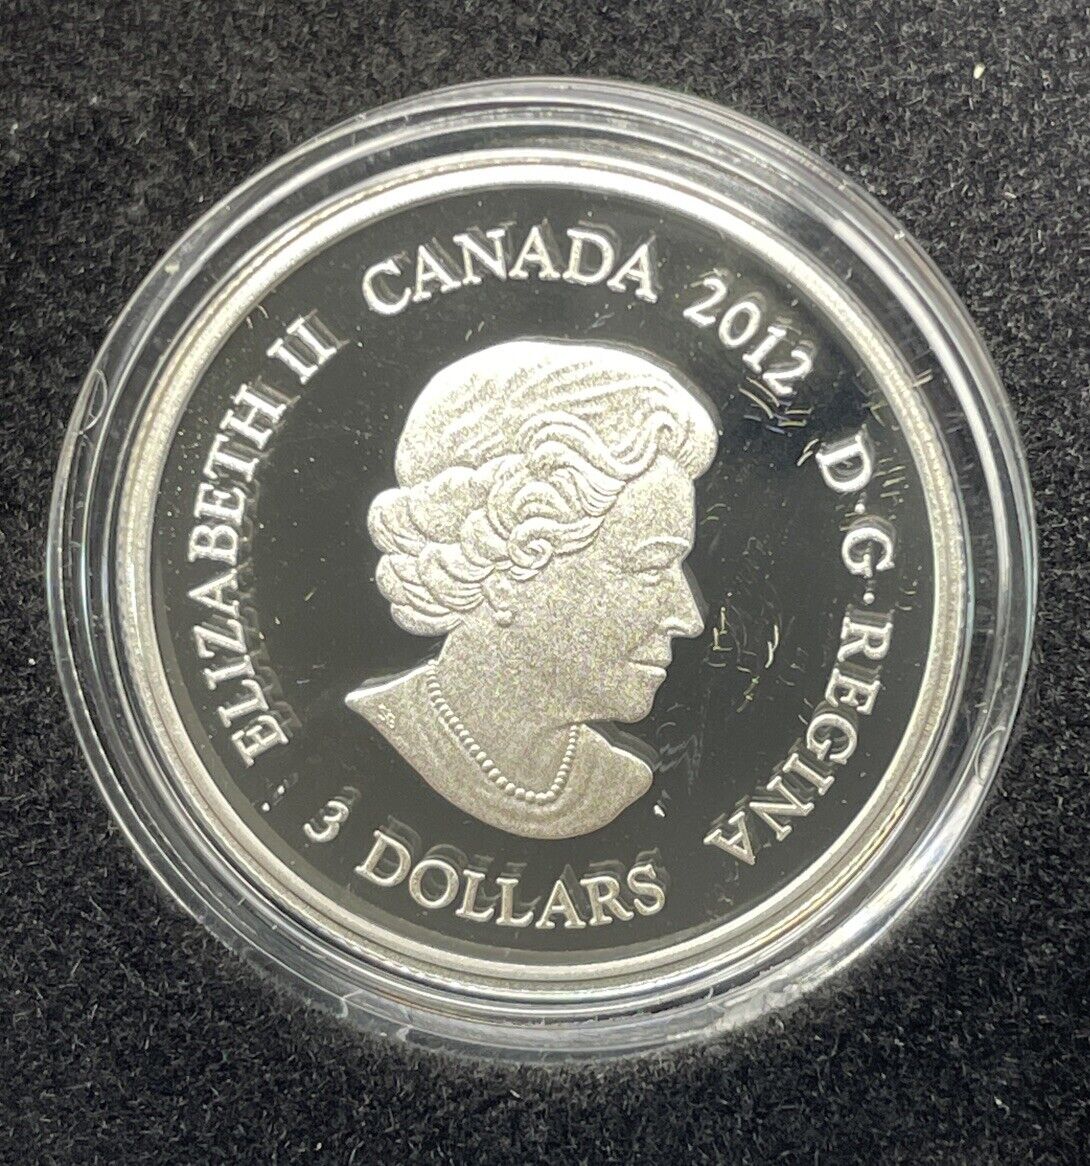 ELIZABETH II
CANADA 2012
D·G·REGINA
3 DOLLARS